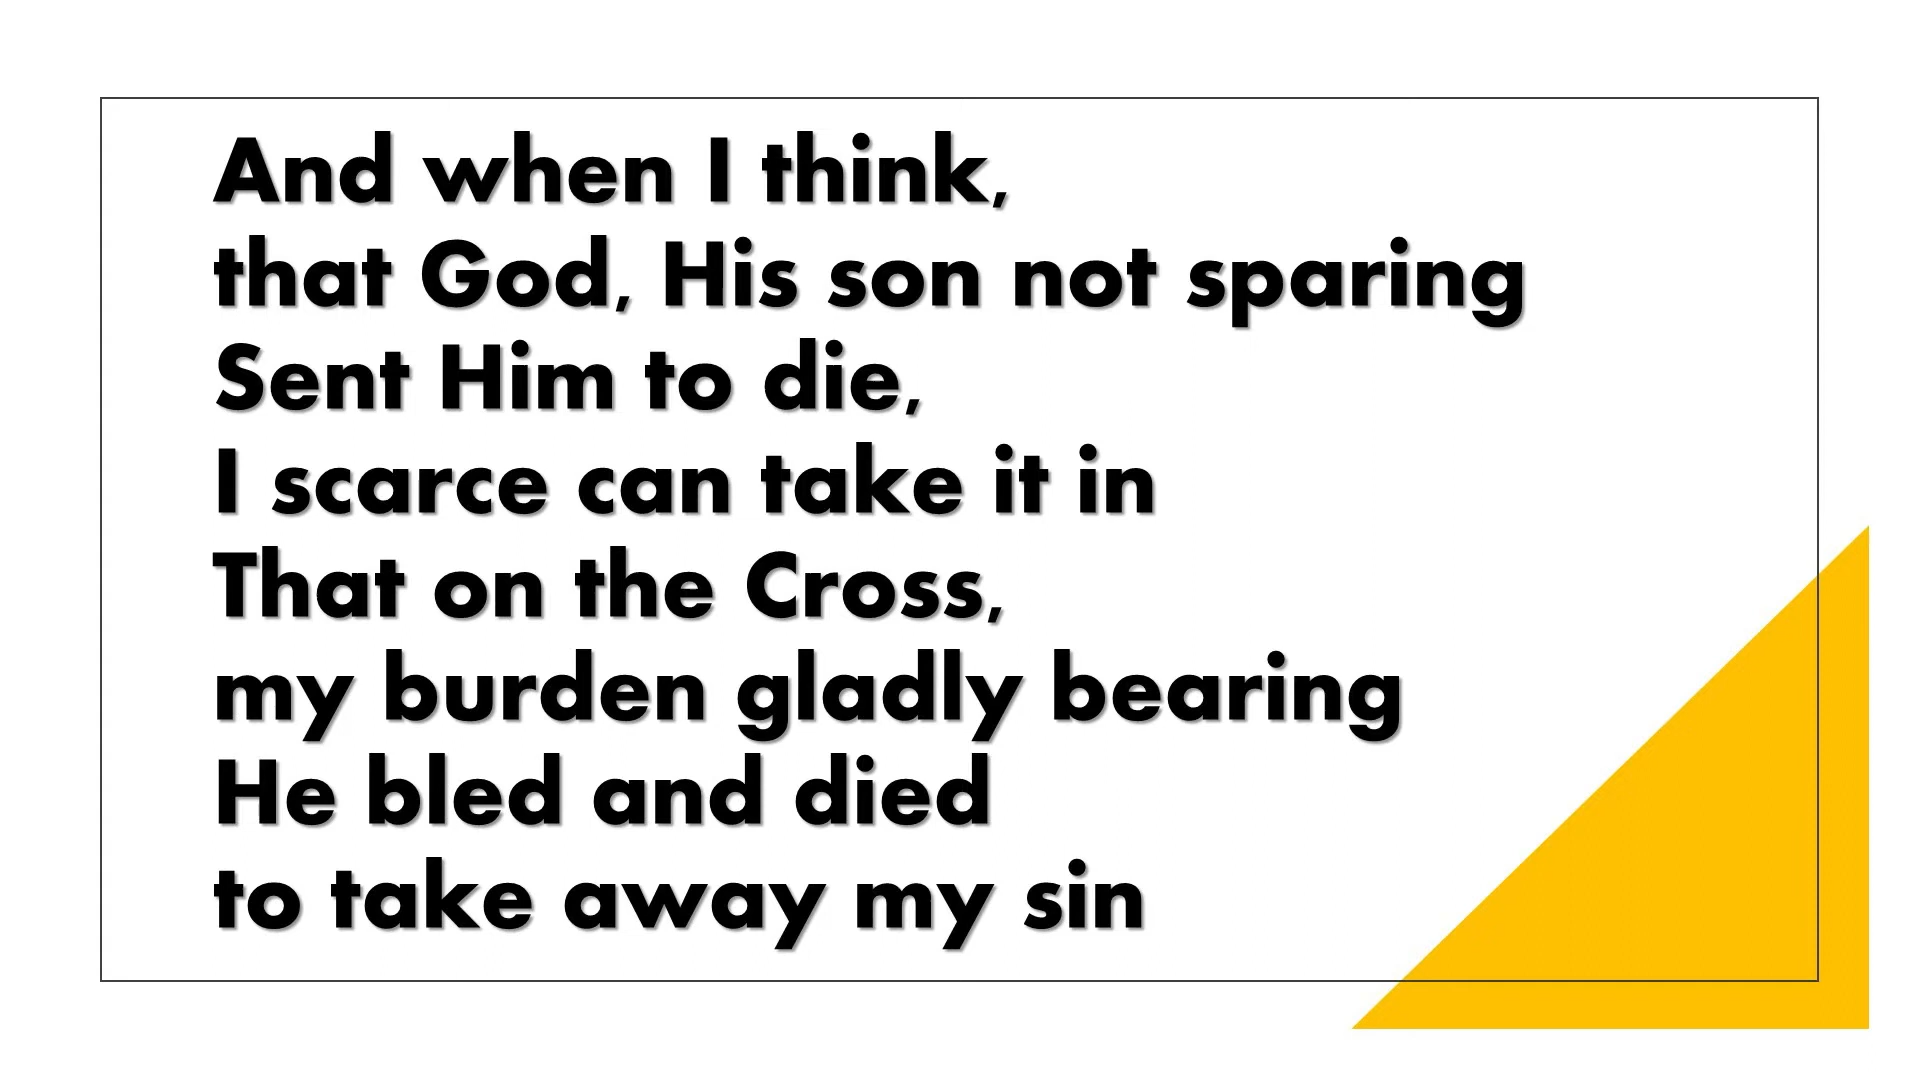 And when I think,
that God, His son not sparing
Sent Him to die,
I scarce can take it in
That on the Cross,
my burden gladly bearing
He bled and died
to take away my sin